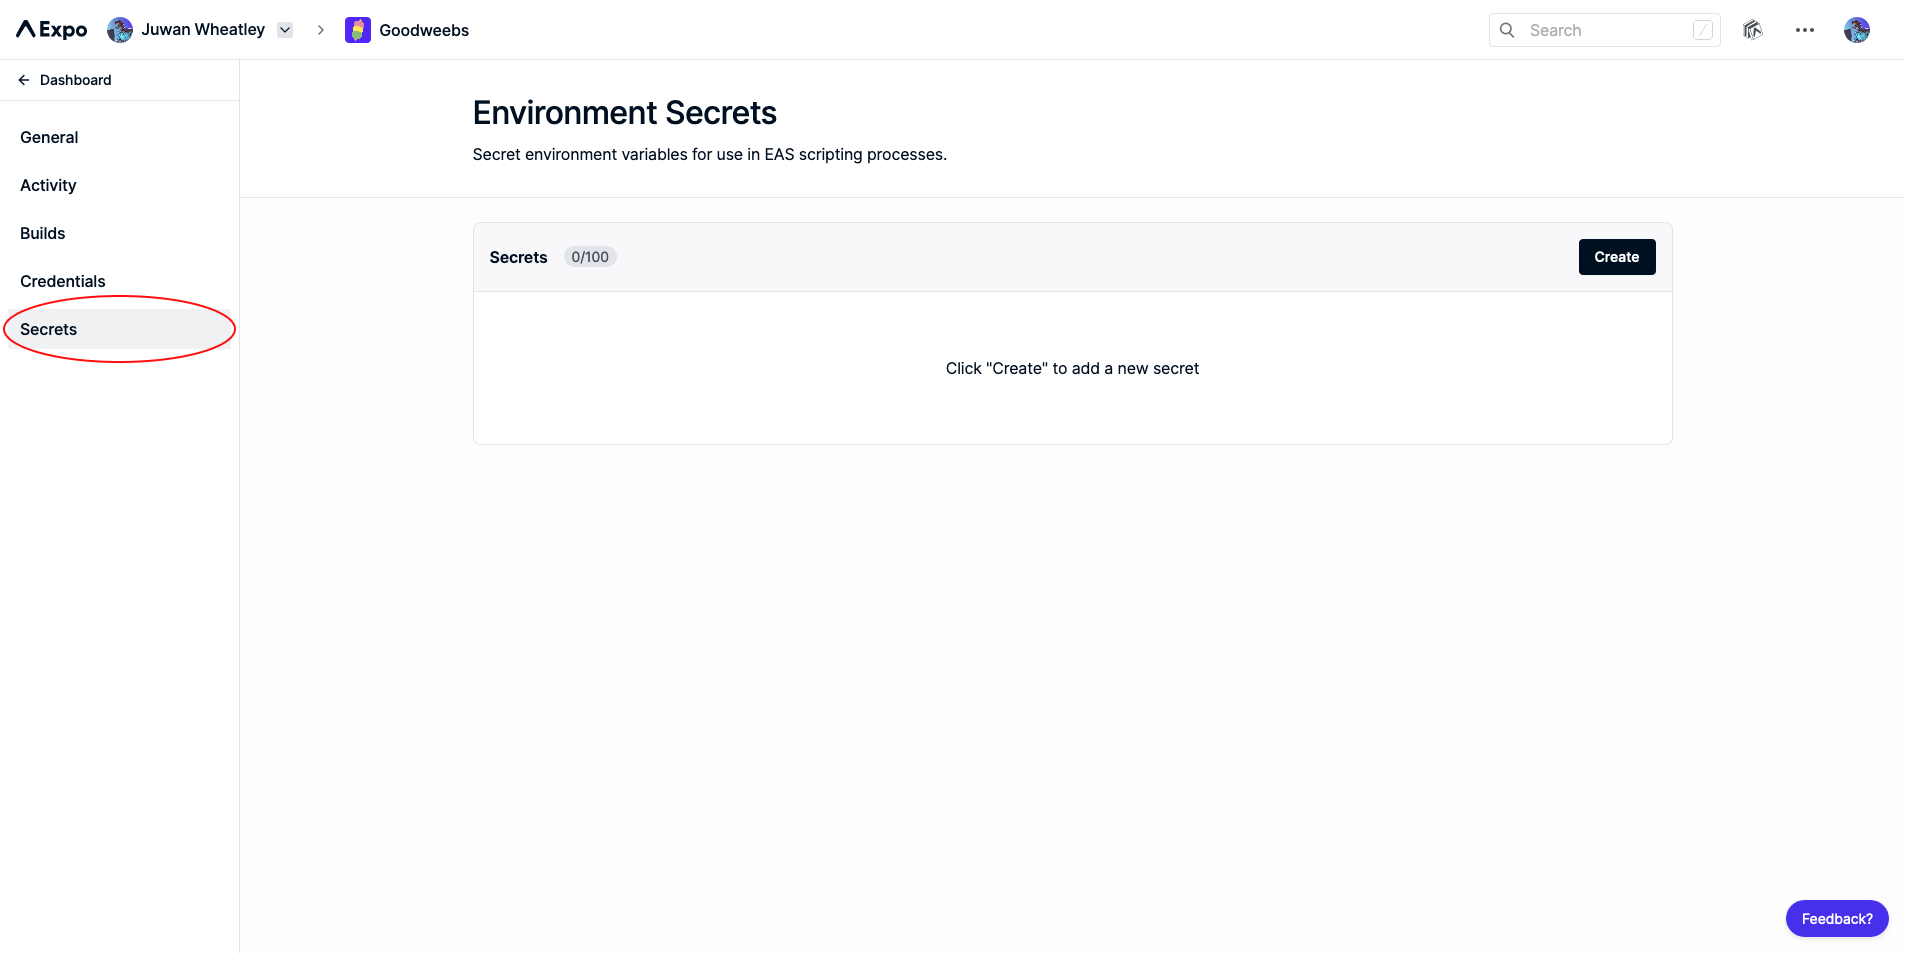 Expo
Juwan Wheatley
Goodweebs
Search /
Dashboard
General
Activity
Builds
Credentials
Secrets
Environment Secrets
Secret environment variables for use in EAS scripting processes.
Secrets 0/100
Create
Click "Create" to add a new secret
Feedback?